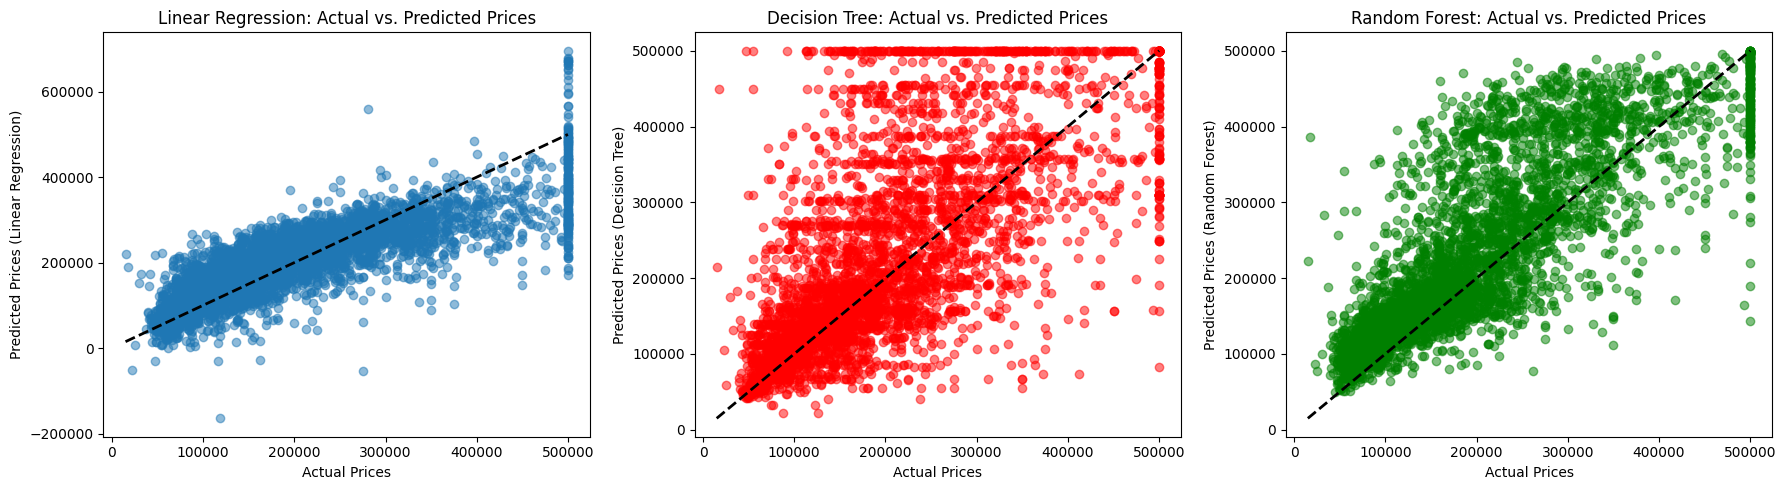 Linear Regression: Actual vs. Predicted Prices
Predicted Prices (Linear Regression)
600000
400000
200000
0
−200000
0 100000 200000 300000 400000 500000
Actual Prices
Decision Tree: Actual vs. Predicted Prices
Predicted Prices (Decision Tree)
500000
400000
300000
200000
100000
0
0 100000 200000 300000 400000 500000
Actual Prices
Random Forest: Actual vs. Predicted Prices
Predicted Prices (Random Forest)
500000
400000
300000
200000
100000
0
0 100000 200000 300000 400000 500000
Actual Prices